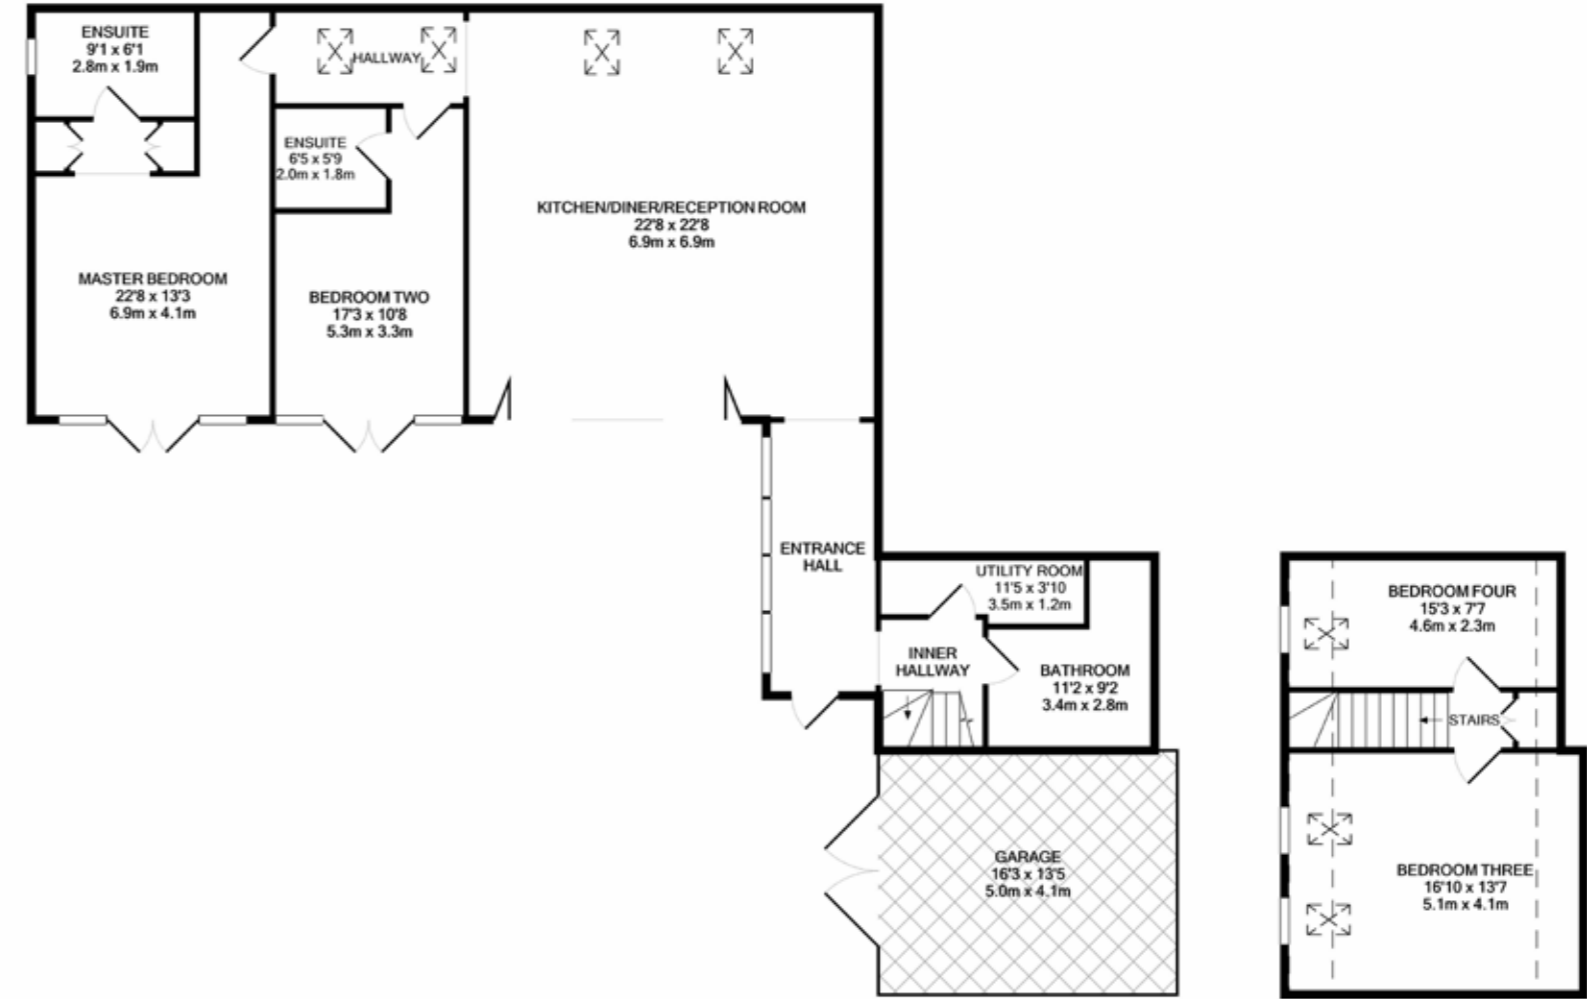 ENSUITE
9'1 x 6'1
2.8m x 1.9m
HALLWAY
ENSUITE
6'5 x 5'9
2.0m x 1.8m
KITCHEN/DINER/RECEPTION ROOM
22'8 x 22'8
6.9m x 6.9m
MASTER BEDROOM
22'8 x 13'3
6.9m x 4.1m
BEDROOM TWO
17'3 x 10'8
5.3m x 3.3m
ENTRANCE
HALL
UTILITY ROOM
11'5 x 3'10
3.5m x 1.2m
INNER
HALLWAY
BATHROOM
11'2 x 9'2
3.4m x 2.8m
GARAGE
16'3 x 13'5
5.0m x 4.1m
BEDROOM FOUR
15'3 x 7'7
4.6m x 2.3m
STAIRS
BEDROOM THREE
16'10 x 13'7
5.1m x 4.1m